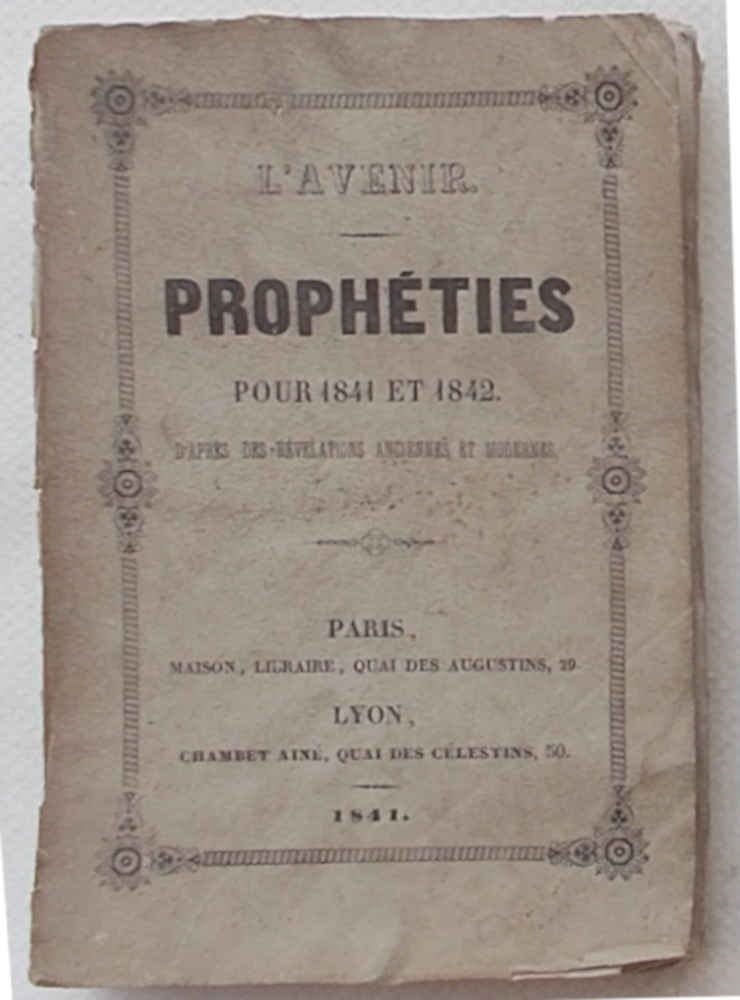 L'AVENIR.
PROPHÉTIES
POUR 1841 ET 1842.
D'APRÈS DES RÉVÉLATIONS ANCIENNES ET MODERNES.
PARIS,
MAISON, LIBRAIRE, QUAI DES AUGUSTINS, 29
LYON,
CHAMBET AINÉ, QUAI DES CÉLESTINS, 50.
1841.